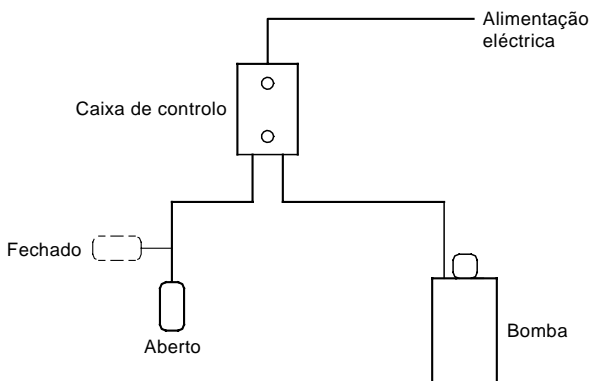 Alimentação
eléctrica
Caixa de controlo
Fechado
Aberto
Bomba